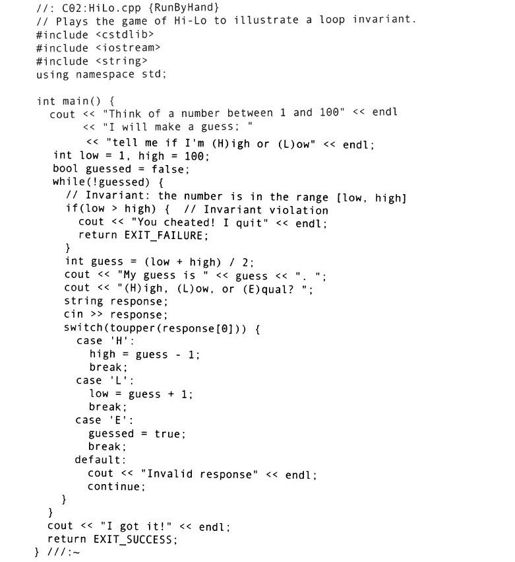 //: C02:HiLo.cpp {RunByHand}
// Plays the game of Hi-Lo to illustrate a loop invariant.
#include <cstdlib>
#include <iostream>
#include <string>
using namespace std;

int main() {
  cout << "Think of a number between 1 and 100" << endl
       << "I will make a guess; "
       << "tell me if I'm (H)igh or (L)ow" << endl;
  int low = 1, high = 100;
  bool guessed = false;
  while(!guessed) {
    // Invariant: the number is in the range [low, high]
    if(low > high) {  // Invariant violation
      cout << "You cheated! I quit" << endl;
      return EXIT_FAILURE;
    }
    int guess = (low + high) / 2;
    cout << "My guess is " << guess << ". ";
    cout << "(H)igh, (L)ow, or (E)qual? ";
    string response;
    cin >> response;
    switch(toupper(response[0])) {
      case 'H':
        high = guess - 1;
        break;
      case 'L':
        low = guess + 1;
        break;
      case 'E':
        guessed = true;
        break;
      default:
        cout << "Invalid response" << endl;
        continue;
    }
  }
  cout << "I got it!" << endl;
  return EXIT_SUCCESS;
} ///:~